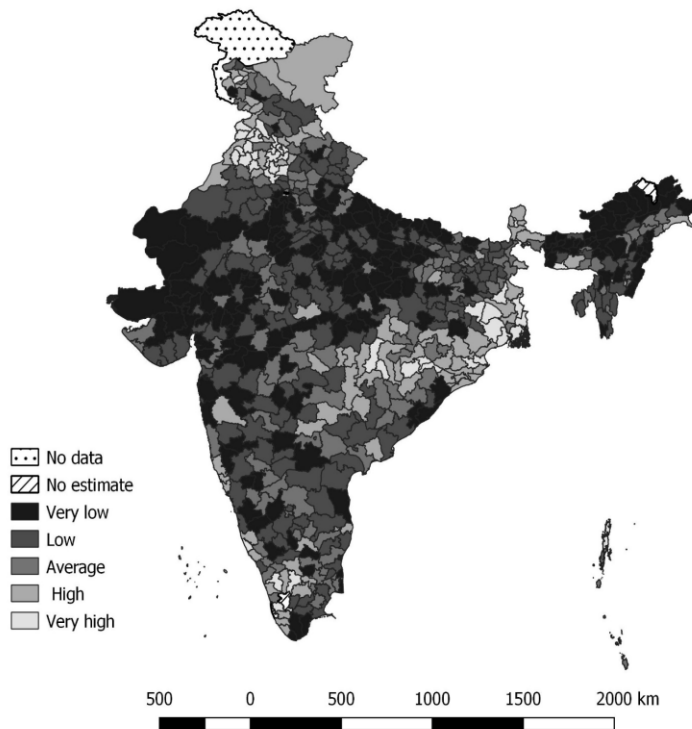 No data
No estimate
Very low
Low
Average
High
Very high
500 0 500 1000 1500 2000 km